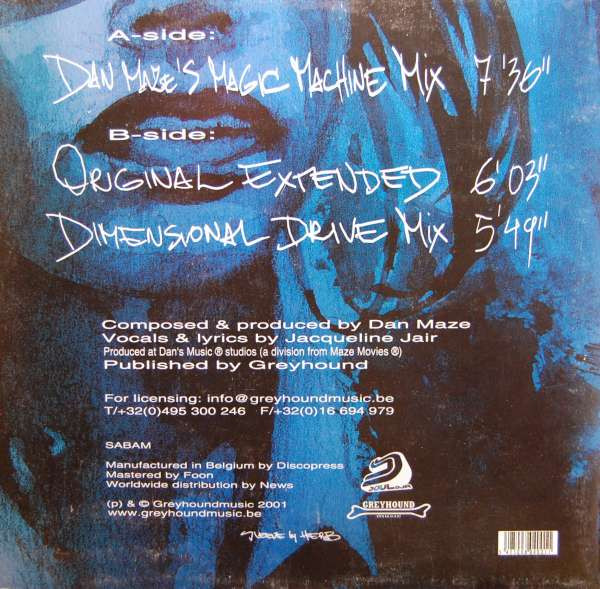 A-side:
DAN MAZE'S MAGIC MACHINE MIX 7'36"
B-side:
ORIGINAL EXTENDED 6'03"
DIMENSIONAL DRIVE MIX 5'49"
Composed & produced by Dan Maze
Vocals & lyrics by Jacqueline Jair
Produced at Dan's Music ® studios (a division from Maze Movies ®)
Published by Greyhound
For licensing: info@greyhoundmusic.be
T/+32(0)495 300 246 F/+32(0)16 694 979
SABAM
Manufactured in Belgium by Discopress
Mastered by Foon
Worldwide distribution by News
(p) & © Greyhoundmusic 2001
www.greyhoundmusic.be
GREYHOUND
SLEEVE by HERB